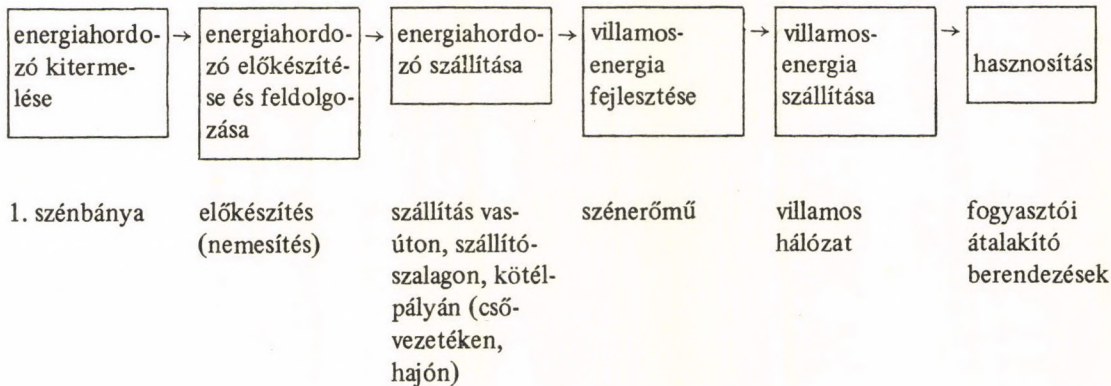 energiahordo-
zó kitermelé-
lése
→
energiahordo-
zó előkészíté-
se és feldolgo-
zása
→
energiahordo-
zó szállítása
→
villamos-
energia
fejlesztése
→
villamos-
energia
szállítása
→
hasznosítás
1. szénbánya
előkészítés
(nemesítés)
szállítás vas-
úton, szállító-
szalagon, kötél-
pályán (cső-
vezetéken,
hajón)
szénerőmű
villamos
hálózat
fogyasztói
átalakító
berendezések